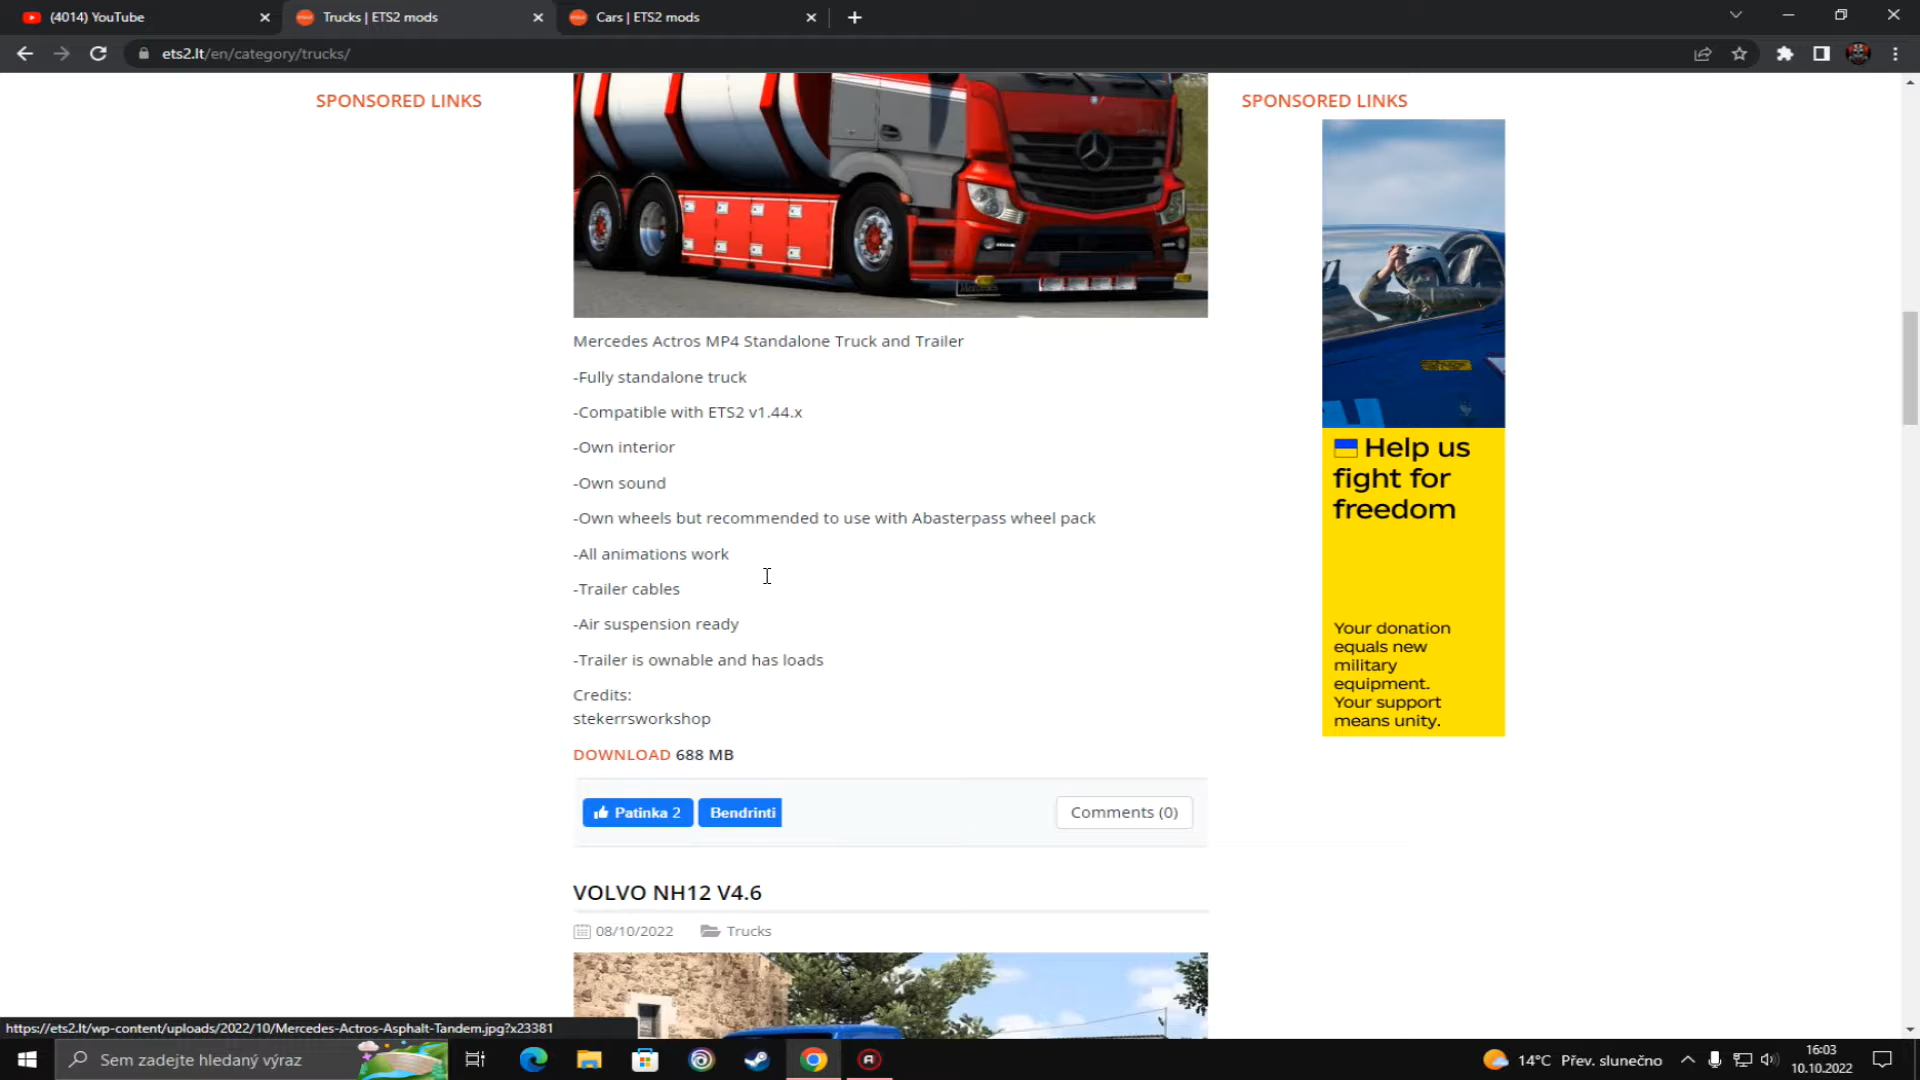 (4014) YouTube
Trucks | ETS2 mods
Cars | ETS2 mods
ets2.lt/en/category/trucks/
SPONSORED LINKS
SPONSORED LINKS
Mercedes Actros MP4 Standalone Truck and Trailer
-Fully standalone truck
-Compatible with ETS2 v1.44.x
-Own interior
-Own sound
-Own wheels but recommended to use with Abasterpass wheel pack
-All animations work
-Trailer cables
-Air suspension ready
-Trailer is ownable and has loads
Credits:
stekerrsworkshop
DOWNLOAD 688 MB
Patinka 2
Bendrinti
Comments (0)
VOLVO NH12 V4.6
08/10/2022
Trucks
Help us
fight for
freedom
Your donation
equals new
military
equipment.
Your support
means unity.
https://ets2.lt/wp-content/uploads/2022/10/Mercedes-Actros-Asphalt-Tandem.jpg?x23381
Sem zadejte hledaný výraz
14°C Přev. slunečno
16:03
10.10.2022